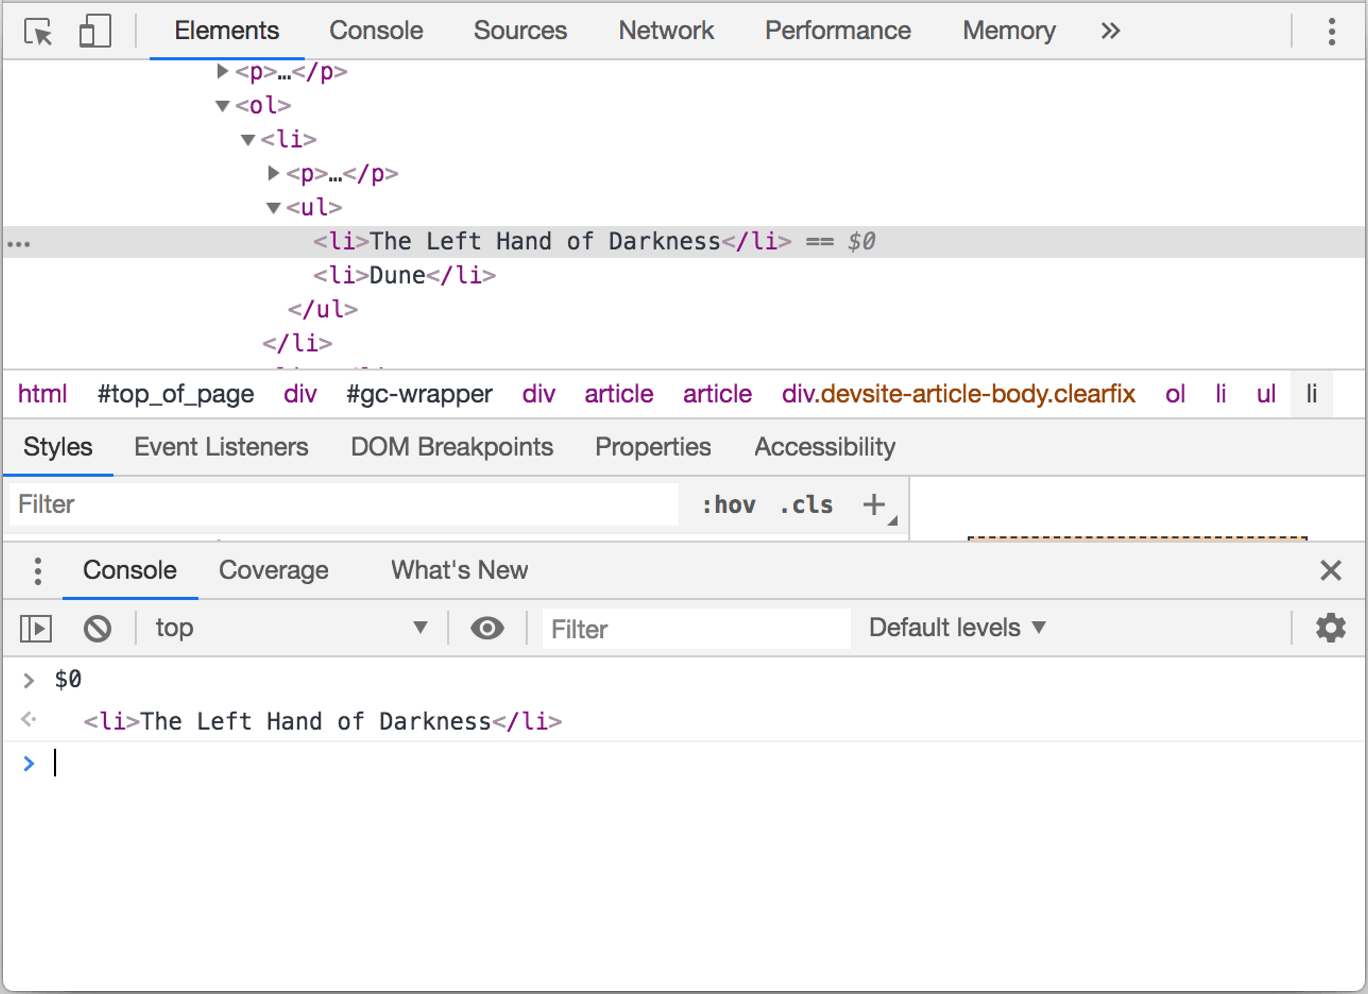 Elements Console Sources Network Performance Memory »
▶<p>…</p>
▼<ol>
▼<li>
▶<p>…</p>
▼<ul>
… <li>The Left Hand of Darkness</li> == $0
<li>Dune</li>
</ul>
</li>
html #top_of_page div #gc-wrapper div article article div.devsite-article-body.clearfix ol li ul li
Styles Event Listeners DOM Breakpoints Properties Accessibility
Filter :hov .cls +
Console Coverage What's New
top ▼ Filter Default levels ▼
> $0
<li>The Left Hand of Darkness</li>
>